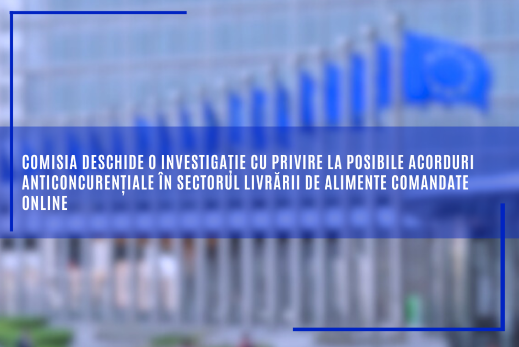 COMISIA DESCHIDE O INVESTIGAȚIE CU PRIVIRE LA POSIBILE ACORDURI
ANTICONCURENȚIALE ÎN SECTORUL LIVRĂRII DE ALIMENTE COMANDATE
ONLINE